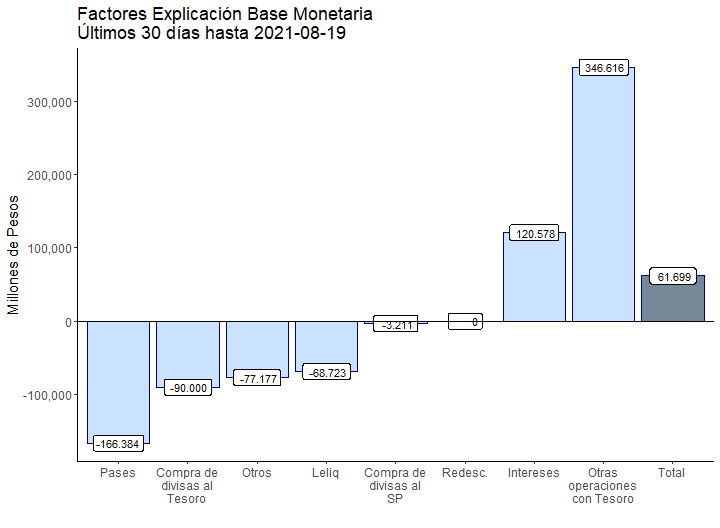 Factores Explicación Base Monetaria
Últimos 30 días hasta 2021-08-19
Millones de Pesos
300,000
200,000
100,000
0
-100,000
-166.384
-90.000
-77.177
-68.723
-3.211
0
120.578
346.616
61.699
Pases
Compra de
divisas al
Tesoro
Otros
Leliq
Compra de
divisas al
SP
Redesc.
Intereses
Otras
operaciones
con Tesoro
Total